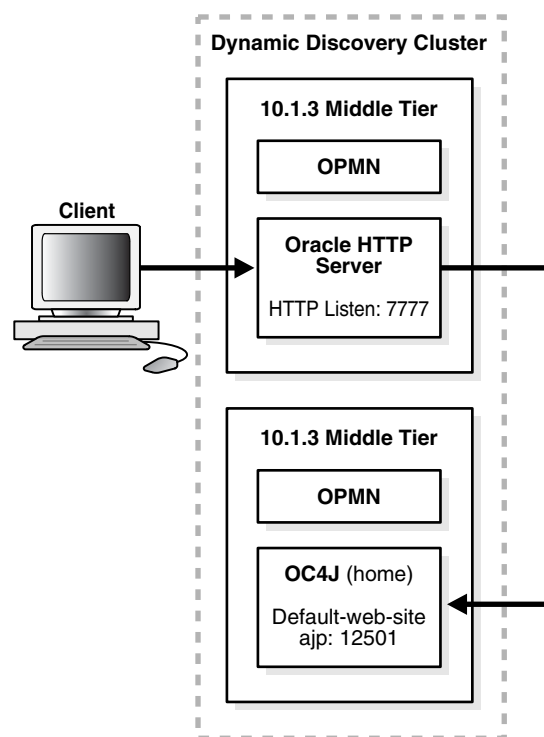 Dynamic Discovery Cluster
10.1.3 Middle Tier
OPMN
Client
Oracle HTTP
Server
HTTP Listen: 7777
10.1.3 Middle Tier
OPMN
OC4J (home)
Default-web-site
ajp: 12501